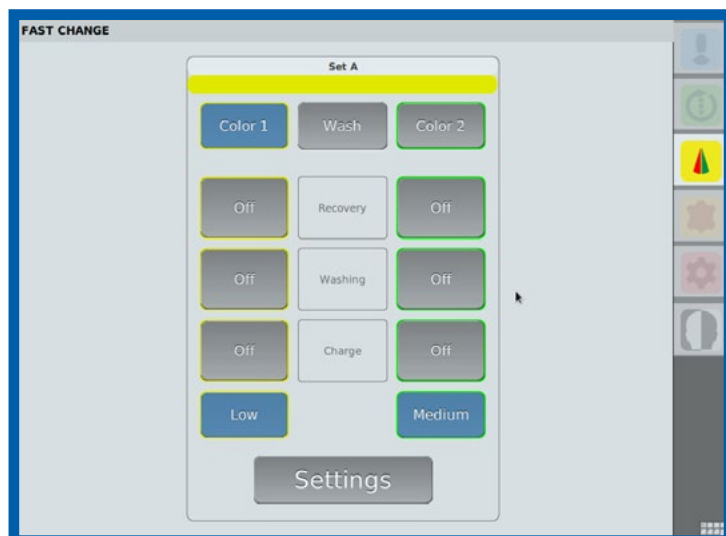 FAST CHANGE
Set A
Color 1 Wash Color 2
Off Recovery Off
Off Washing Off
Off Charge Off
Low Medium
Settings